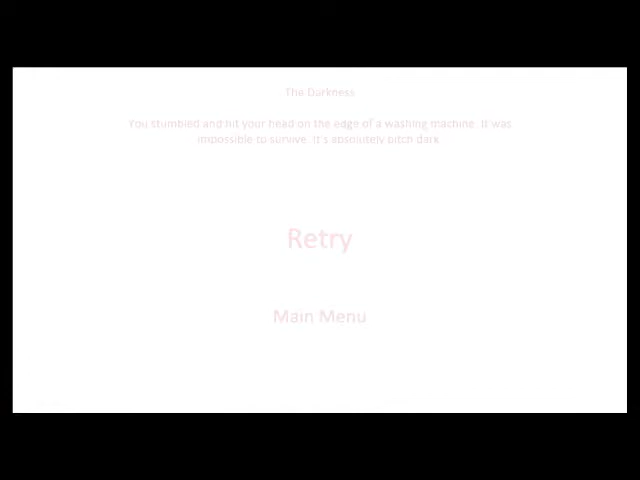 The Darkness
You stumbled and hit your head on the edge of a washing machine. It was
impossible to survive. It's absolutely pitch dark
Retry
Main Menu